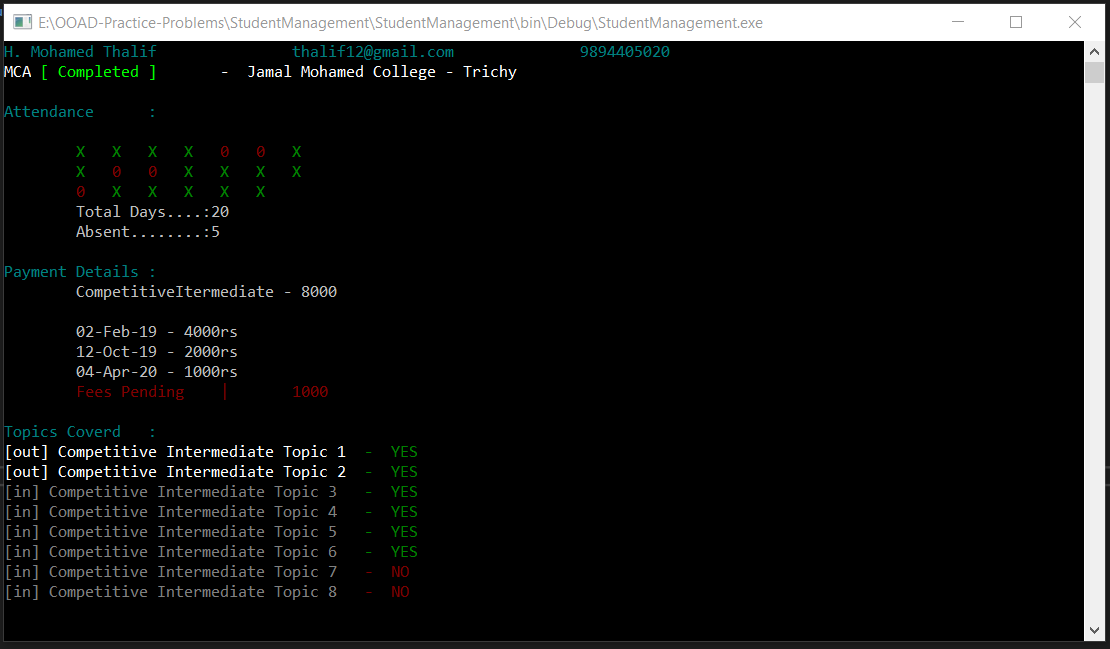 E:\OOAD-Practice-Problems\StudentManagement\StudentManagement\bin\Debug\StudentManagement.exe
H. Mohamed Thalif thalif12@gmail.com 9894405020
MCA [ Completed ] - Jamal Mohamed College - Trichy
Attendance :
X X X X 0 0 X
X 0 0 X X X X
0 X X X X X
Total Days....:20
Absent........:5
Payment Details :
CompetitiveItermediate - 8000
02-Feb-19 - 4000rs
12-Oct-19 - 2000rs
04-Apr-20 - 1000rs
Fees Pending | 1000
Topics Coverd :
[out] Competitive Intermediate Topic 1 - YES
[out] Competitive Intermediate Topic 2 - YES
[in] Competitive Intermediate Topic 3 - YES
[in] Competitive Intermediate Topic 4 - YES
[in] Competitive Intermediate Topic 5 - YES
[in] Competitive Intermediate Topic 6 - YES
[in] Competitive Intermediate Topic 7 - NO
[in] Competitive Intermediate Topic 8 - NO